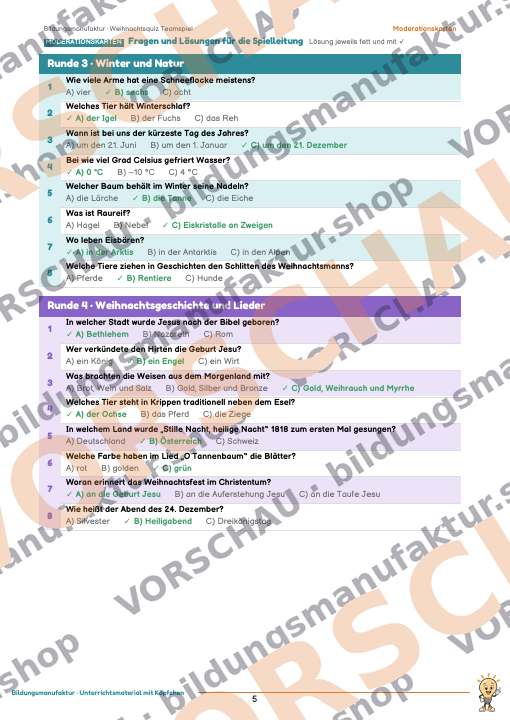 Bildungsmanufaktur · Weihnachtsquiz Teamspiel
Moderationskarten
MODERATIONSKARTEN Fragen und Lösungen für die Spielleitung Lösung jeweils fett und mit ✓
Runde 3 · Winter und Natur
1 Wie viele Arme hat eine Schneeflocke meistens?
A) vier ✓ B) sechs C) acht
2 Welches Tier hält Winterschlaf?
✓ A) der Igel B) der Fuchs C) das Reh
3 Wann ist bei uns der kürzeste Tag des Jahres?
A) um den 21. Juni B) um den 1. Januar ✓ C) um den 21. Dezember
4 Bei wie viel Grad Celsius gefriert Wasser?
✓ A) 0 °C B) −10 °C C) 4 °C
5 Welcher Baum behält im Winter seine Nadeln?
A) die Lärche ✓ B) die Tanne C) die Eiche
6 Was ist Raureif?
A) Hagel B) Nebel ✓ C) Eiskristalle an Zweigen
7 Wo leben Eisbären?
✓ A) in der Arktis B) in der Antarktis C) in den Alpen
8 Welche Tiere ziehen in Geschichten den Schlitten des Weihnachtsmanns?
A) Pferde ✓ B) Rentiere C) Hunde
Runde 4 · Weihnachtsgeschichte und Lieder
1 In welcher Stadt wurde Jesus nach der Bibel geboren?
✓ A) Bethlehem B) Nazareth C) Rom
2 Wer verkündete den Hirten die Geburt Jesu?
A) ein König ✓ B) ein Engel C) ein Wirt
3 Was brachten die Weisen aus dem Morgenland mit?
A) Brot, Wein und Salz B) Gold, Silber und Bronze ✓ C) Gold, Weihrauch und Myrrhe
4 Welches Tier steht in Krippen traditionell neben dem Esel?
✓ A) der Ochse B) das Pferd C) die Ziege
5 In welchem Land wurde „Stille Nacht, heilige Nacht“ 1818 zum ersten Mal gesungen?
A) Deutschland ✓ B) Österreich C) Schweiz
6 Welche Farbe haben im Lied „O Tannenbaum“ die Blätter?
A) rot B) golden ✓ C) grün
7 Woran erinnert das Weihnachtsfest im Christentum?
✓ A) an die Geburt Jesu B) an die Auferstehung Jesu C) an die Taufe Jesu
8 Wie heißt der Abend des 24. Dezember?
A) Silvester ✓ B) Heiligabend C) Dreikönigstag
VORSCHAU · bildungsmanufaktur.shop
VORSCHAU
Bildungsmanufaktur · Unterrichtsmaterial mit Köpfchen
5